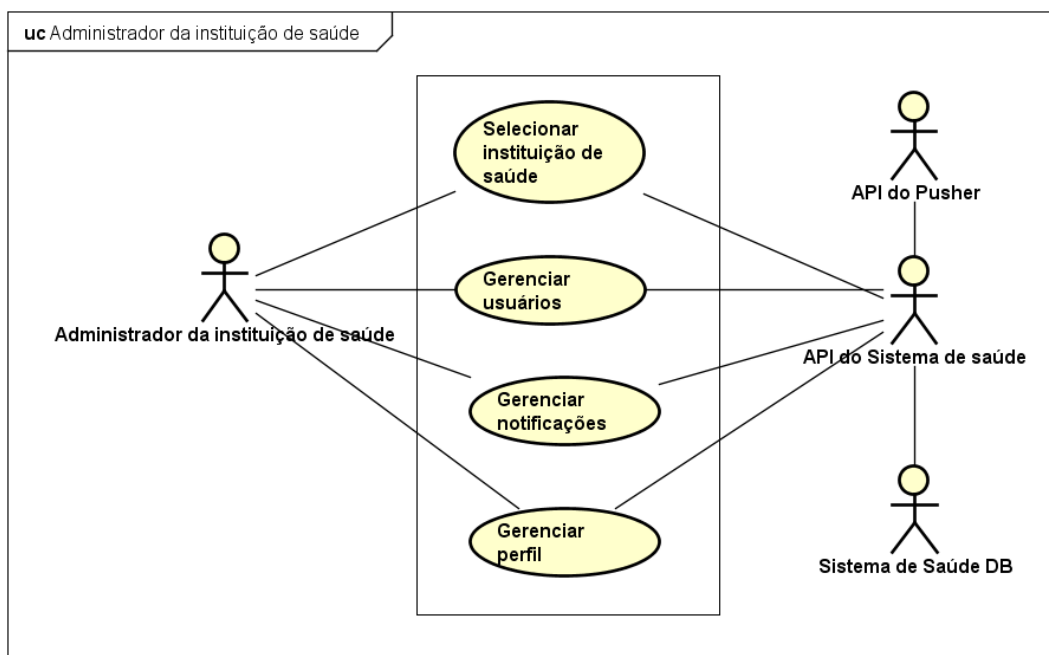 uc Administrador da instituição de saúde
Selecionar
instituição de
saúde
API do Pusher
Gerenciar
usuários
Administrador da instituição de saúde
API do Sistema de saúde
Gerenciar
notificações
Gerenciar
perfil
Sistema de Saúde DB